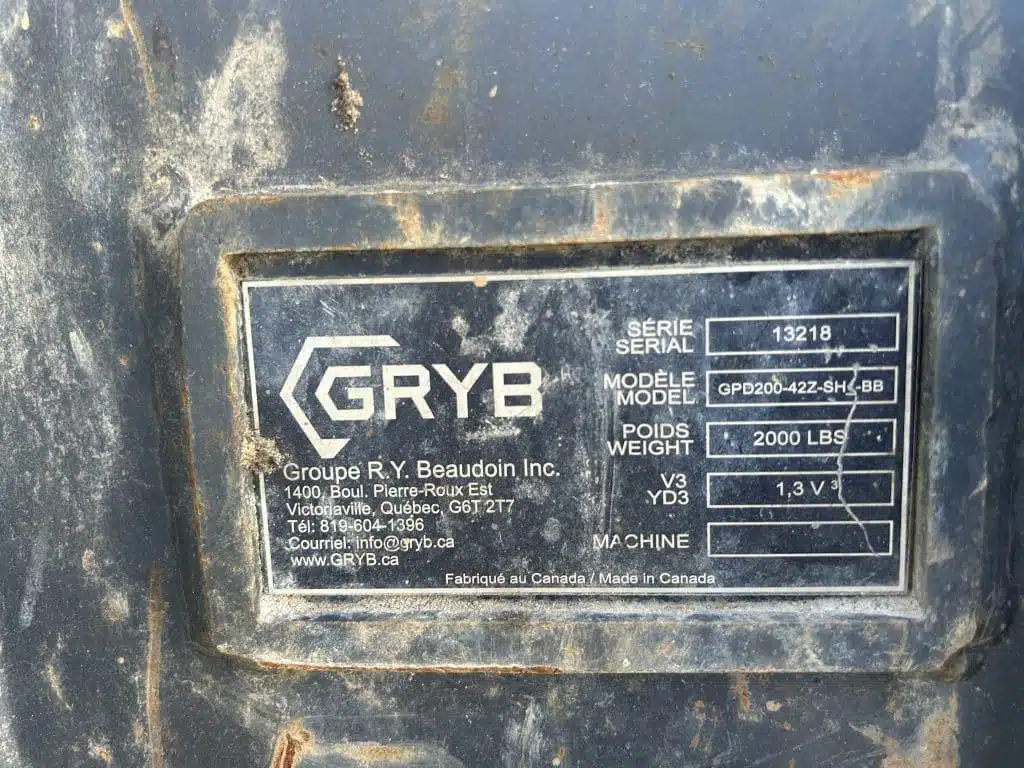 GRYB
Groupe R.Y. Beaudoin Inc.
1400, Boul. Pierre-Roux Est
Victoriaville, Québec, G6T 2T7
Tél: 819-604-1396
Courriel: info@gryb.ca
www.GRYB.ca
SÉRIE
SERIAL 13218
MODÈLE
MODEL
POIDS
WEIGHT 2000 LBS
V3
YD3 1,3 V³
MACHINE
Fabriqué au Canada / Made in Canada